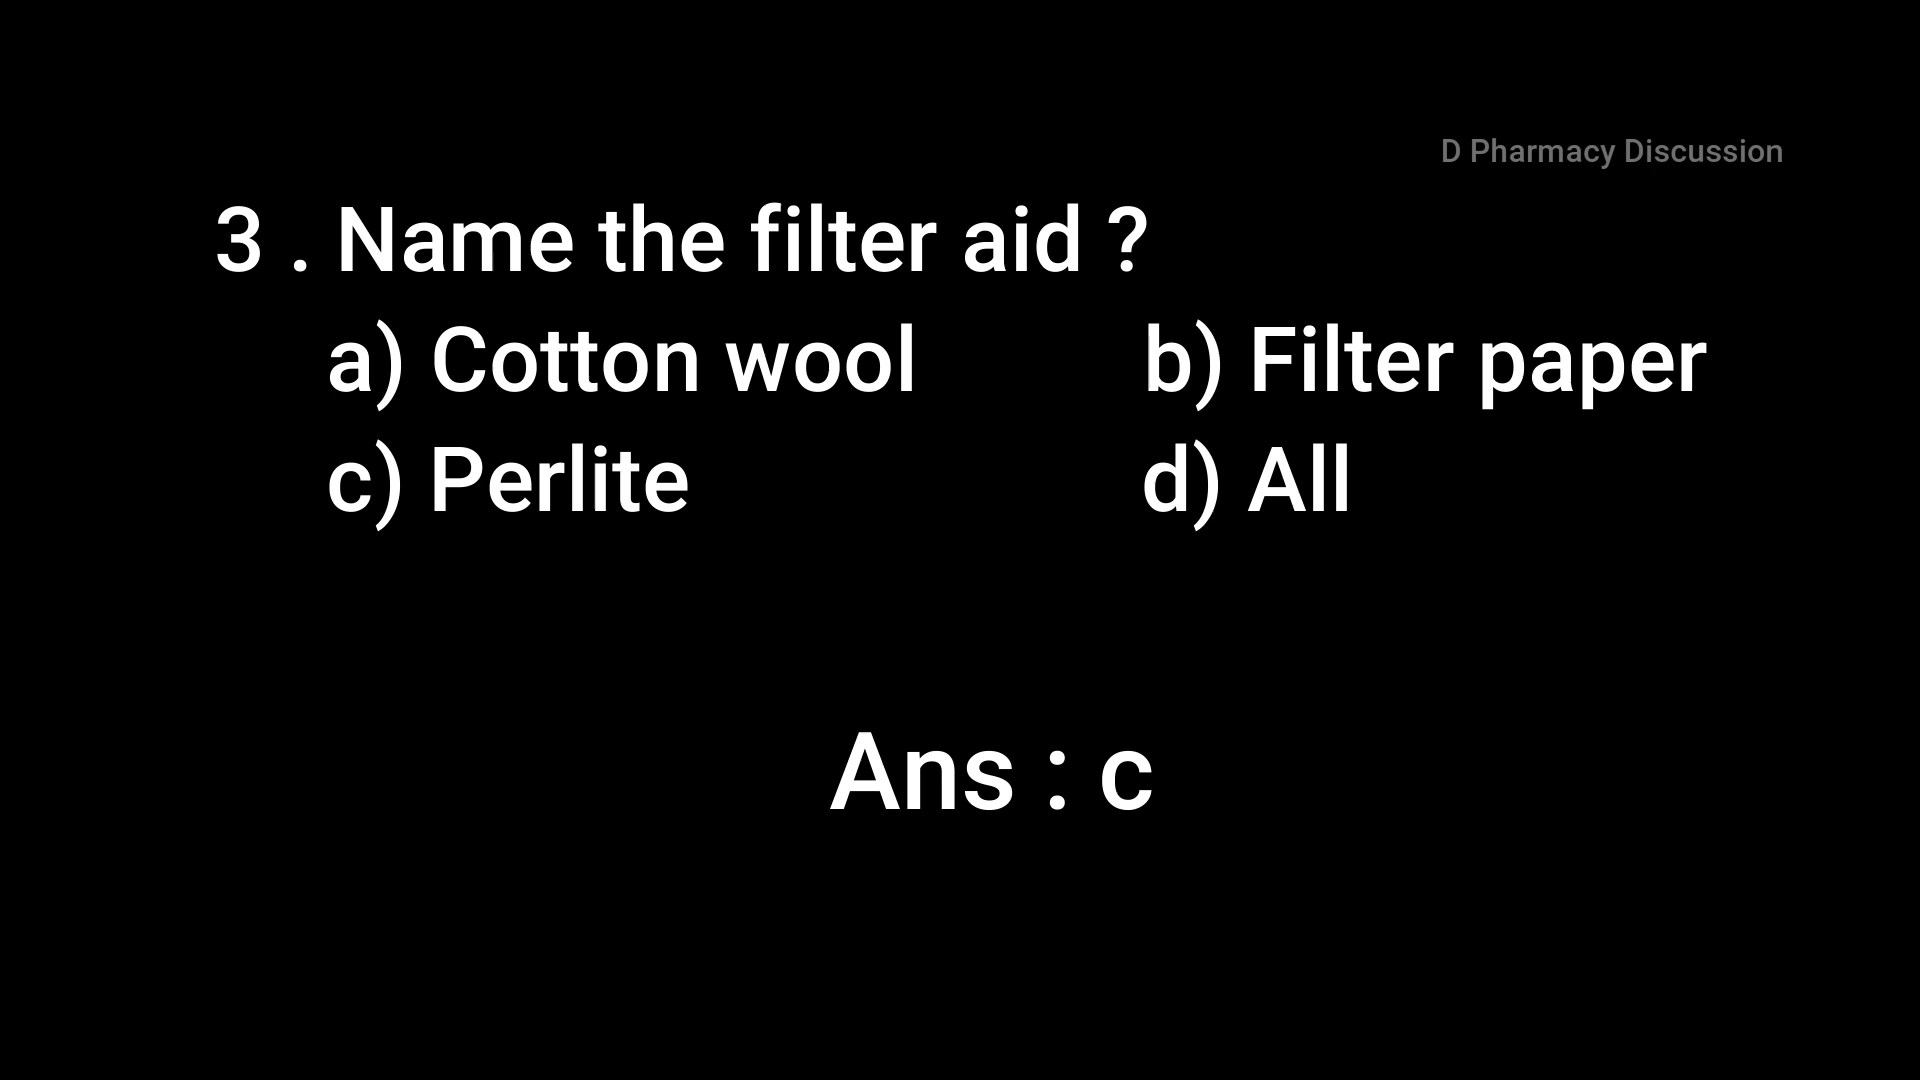 D Pharmacy Discussion
3 . Name the filter aid ?
a) Cotton wool b) Filter paper
c) Perlite d) All
Ans : c